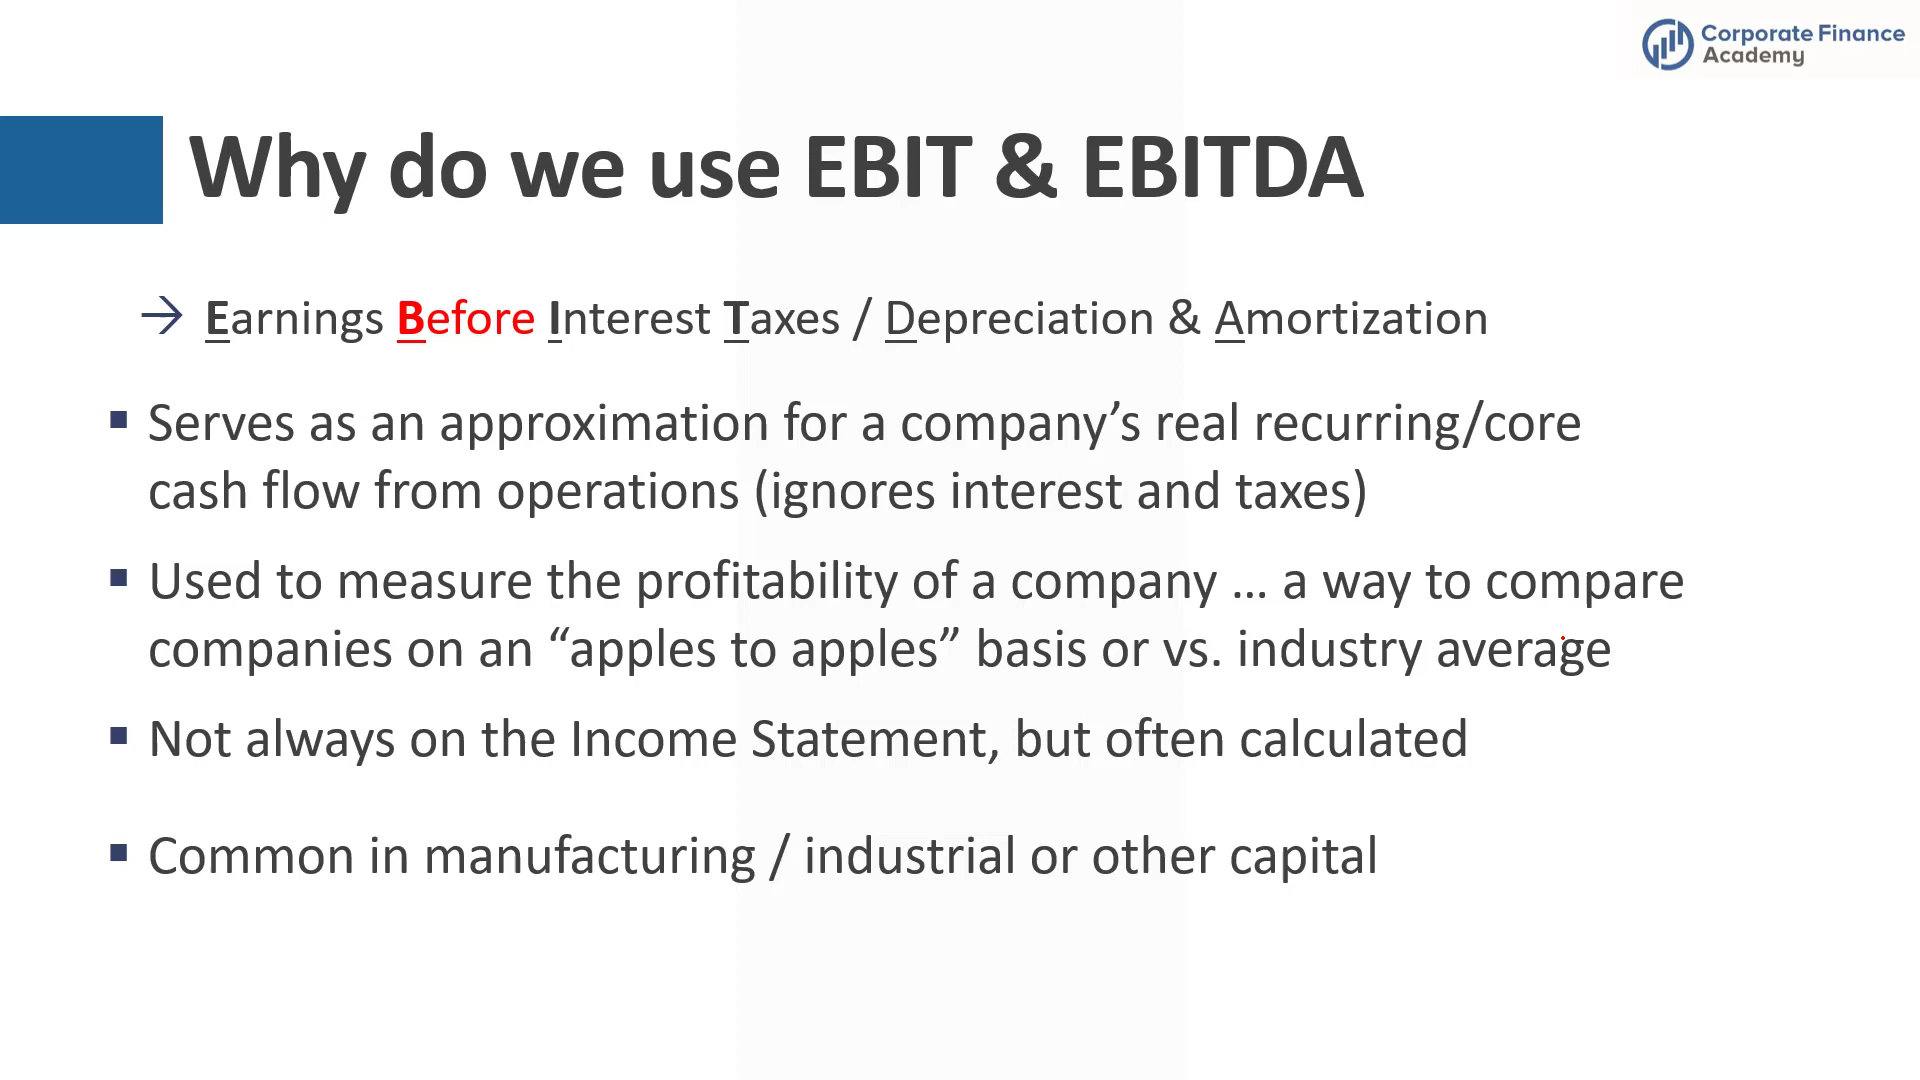 Corporate Finance
Academy
Why do we use EBIT & EBITDA
→ Earnings Before Interest Taxes / Depreciation & Amortization
▪ Serves as an approximation for a company’s real recurring/core
cash flow from operations (ignores interest and taxes)
▪ Used to measure the profitability of a company … a way to compare
companies on an “apples to apples” basis or vs. industry average
▪ Not always on the Income Statement, but often calculated
▪ Common in manufacturing / industrial or other capital